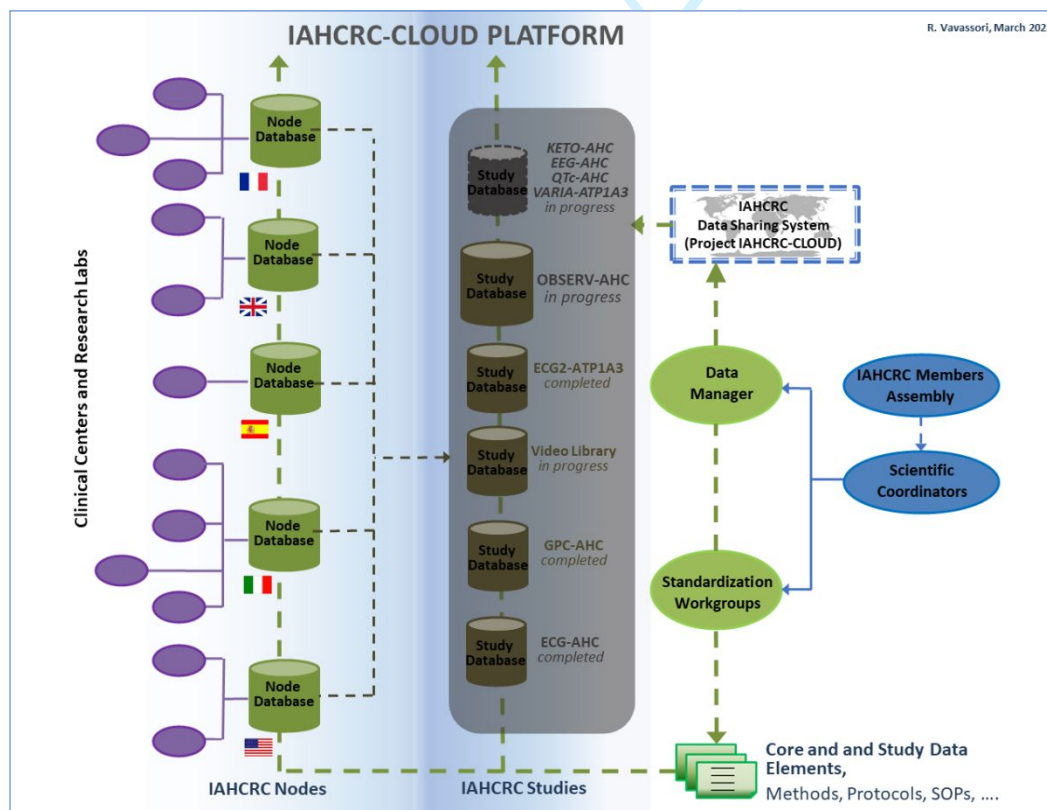 IAHCRC-CLOUD PLATFORM
R. Vavassori, March 202
Clinical Centers and Research Labs
Node
Database
Node
Database
Node
Database
Node
Database
Node
Database
IAHCRC Nodes
Study
Database
KETO-AHC
EEG-AHC
QTc-AHC
VARIA-ATP1A3
in progress
Study
Database
OBSERV-AHC
in progress
Study
Database
ECG2-ATP1A3
completed
Study
Database
Video Library
in progress
Study
Database
GPC-AHC
completed
Study
Database
ECG-AHC
completed
IAHCRC Studies
IAHCRC
Data Sharing System
(Project IAHCRC-CLOUD)
Data
Manager
IAHCRC Members
Assembly
Scientific
Coordinators
Standardization
Workgroups
Core and and Study Data
Elements,
Methods, Protocols, SOPs, ....